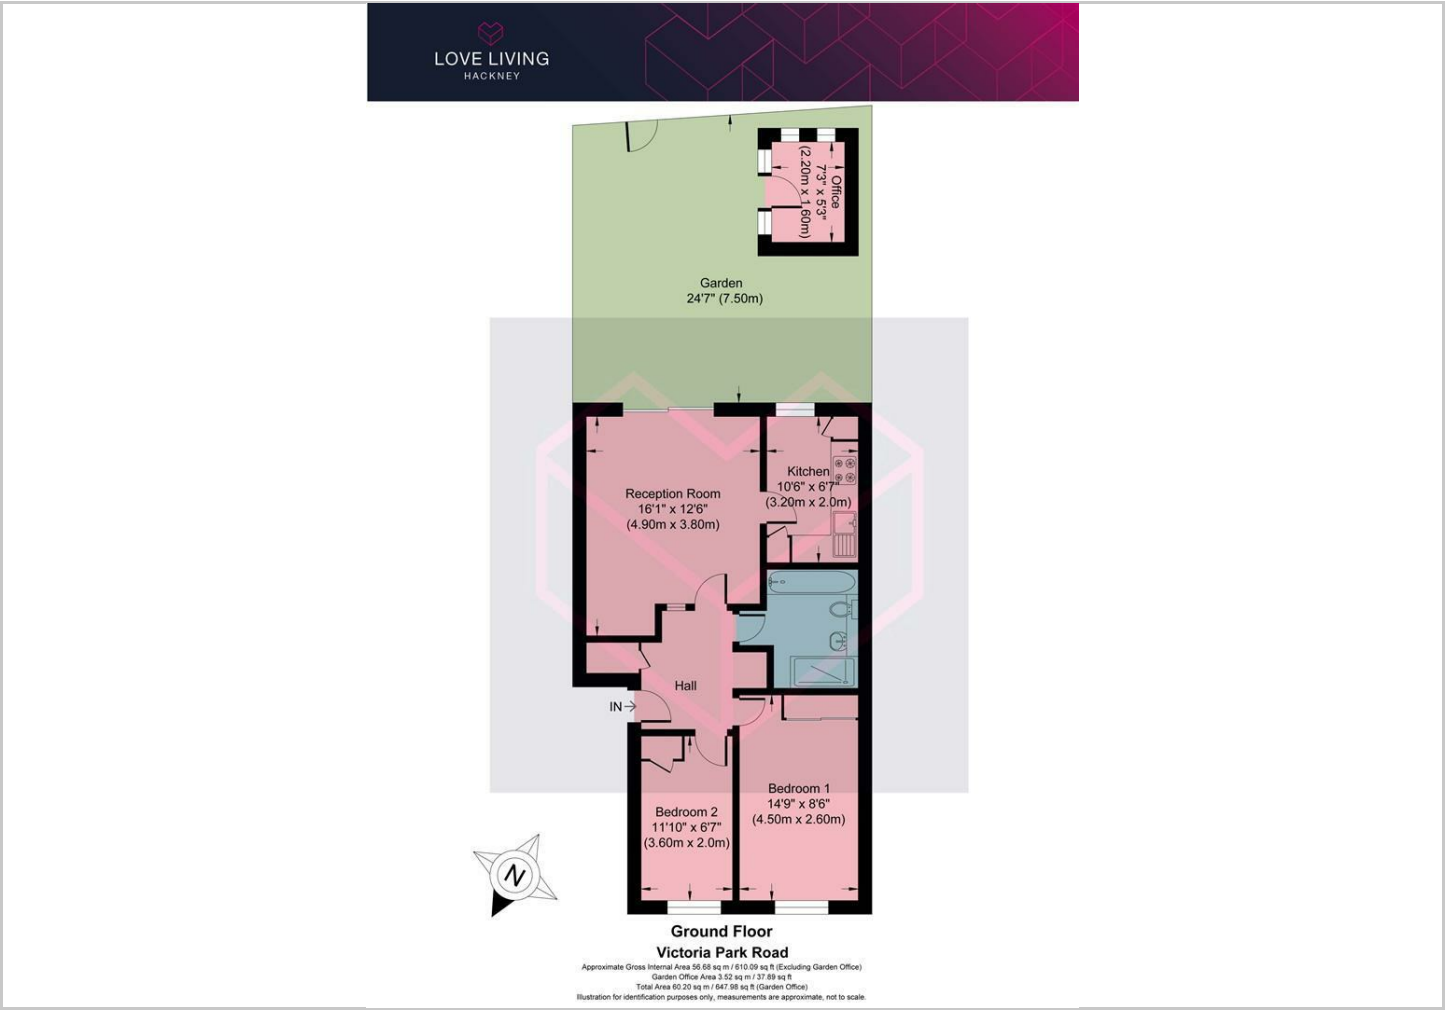 LOVE LIVING
HACKNEY
Office
7'3" x 5'3"
(2.20m x 1.60m)
Garden
24'7" (7.50m)
Kitchen
10'6" x 6'7"
(3.20m x 2.0m)
Reception Room
16'1" x 12'6"
(4.90m x 3.80m)
Hall
IN
Bedroom 1
14'9" x 8'6"
(4.50m x 2.60m)
Bedroom 2
11'10" x 6'7"
(3.60m x 2.0m)
N
Ground Floor
Victoria Park Road
Approximate Gross Internal Area 56.68 sq m / 610.09 sq ft (Excluding Garden Office)
Garden Office Area 3.52 sq m / 37.89 sq ft
Total Area 60.20 sq m / 647.98 sq ft (Garden Office)
Illustration for identification purposes only, measurements are approximate, not to scale.